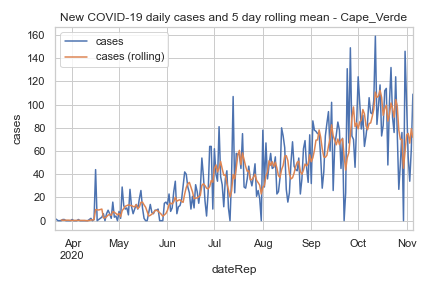 New COVID-19 daily cases and 5 day rolling mean - Cape_Verde
cases
cases (rolling)
160
140
120
100
80
60
40
20
0
cases
Apr
2020
May
Jun
Jul
Aug
Sep
Oct
Nov
dateRep